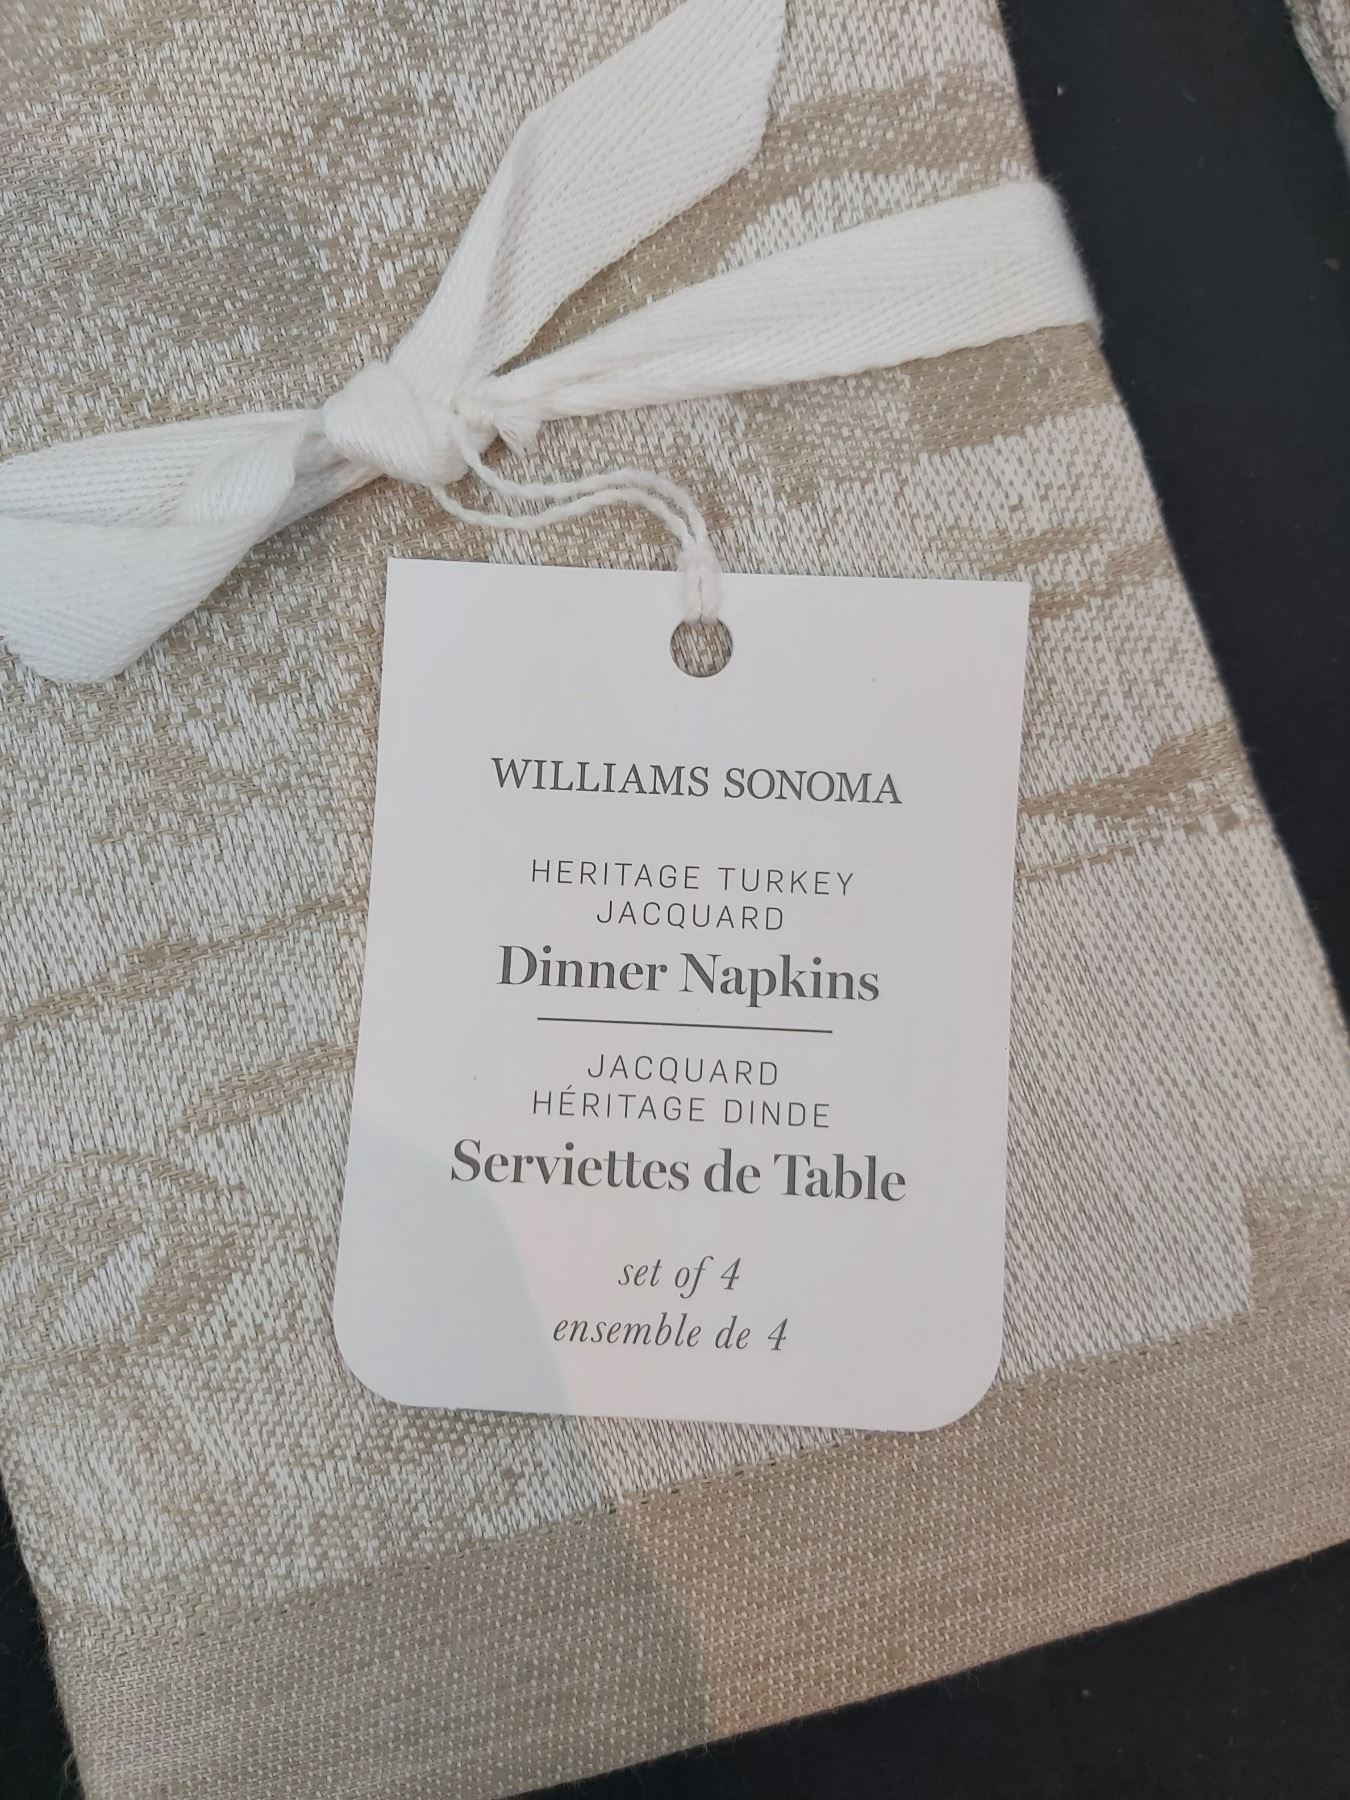 WILLIAMS SONOMA
HERITAGE TURKEY
JACQUARD
Dinner Napkins
JACQUARD
HÉRITAGE DINDE
Serviettes de Table
set of 4
ensemble de 4